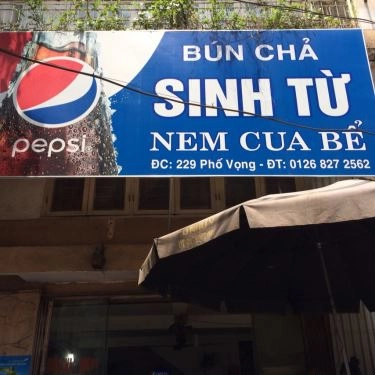 BÚN CHẢ
SINH TỪ
NEM CUA BỂ
ĐC: 229 Phố Vọng - ĐT: 0126 827 2562
pepsi